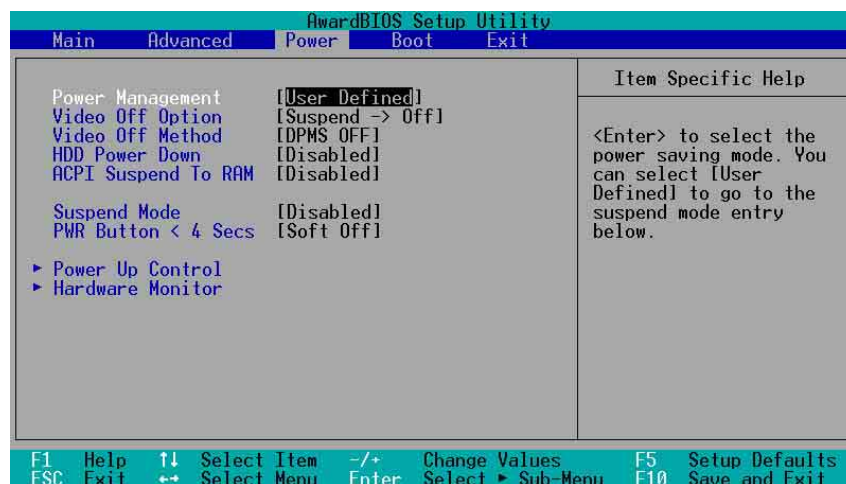 AwardBIOS Setup Utility
Main Advanced Power Boot Exit
Power Management [User Defined]
Video Off Option [Suspend -> Off]
Video Off Method [DPMS OFF]
HDD Power Down [Disabled]
ACPI Suspend To RAM [Disabled]
Suspend Mode [Disabled]
PWR Button < 4 Secs [Soft Off]
► Power Up Control
► Hardware Monitor
Item Specific Help
<Enter> to select the
power saving mode. You
can select [User
Defined] to go to the
suspend mode entry
below.
F1 Help ↑↓ Select Item -/+ Change Values F5 Setup Defaults
ESC Exit ←→ Select Menu Enter Select ► Sub-Menu F10 Save and Exit